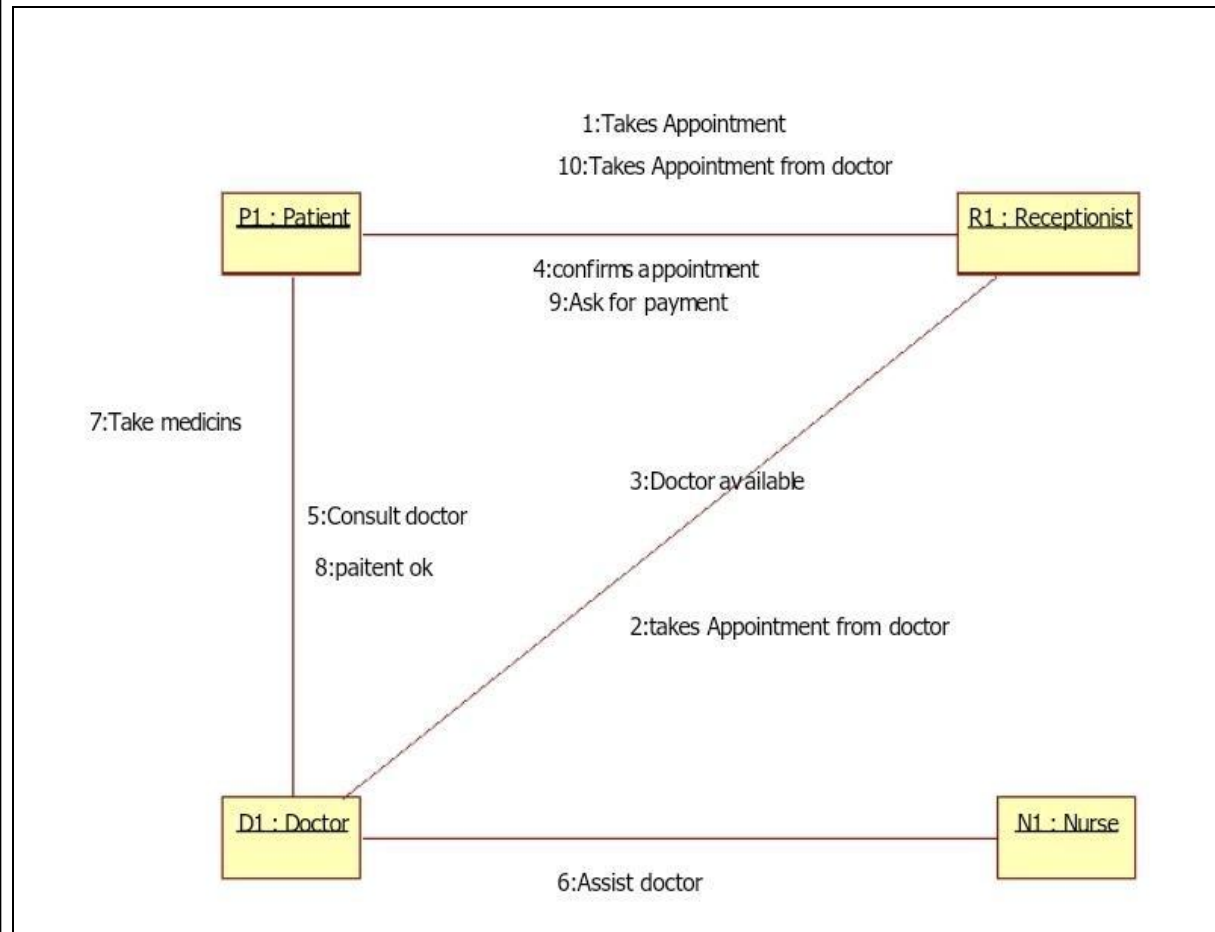 1:Takes Appointment
10:Takes Appointment from doctor
P1 : Patient
R1 : Receptionist
4:confirms appointment
9:Ask for payment
7:Take medicins
3:Doctor available
5:Consult doctor
8:paitent ok
2:takes Appointment from doctor
D1 : Doctor
N1 : Nurse
6:Assist doctor